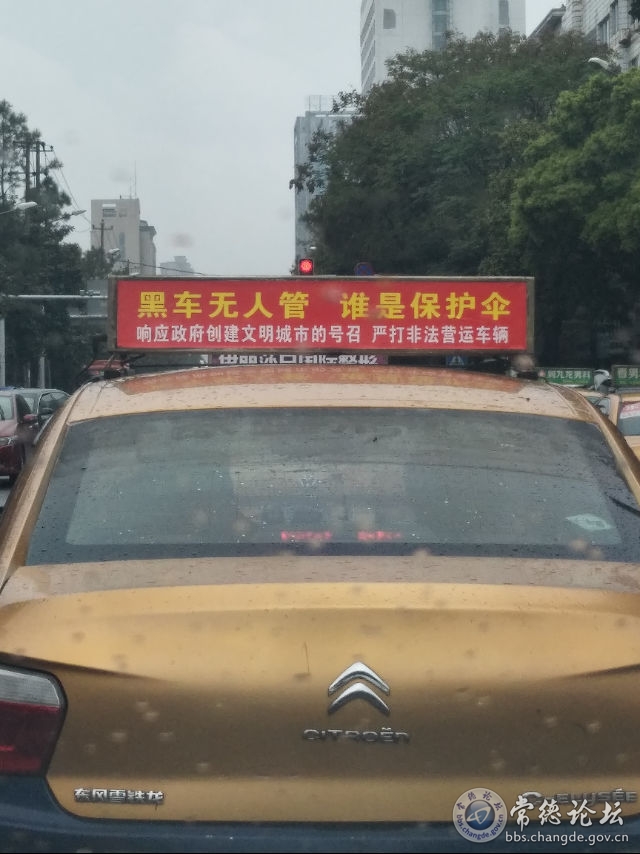 黑车无人管 谁是保护伞
响应政府创建文明城市的号召 严打非法营运车辆
CITROËN
东风雪铁龙
常德论坛
bbs.changde.gov.cn